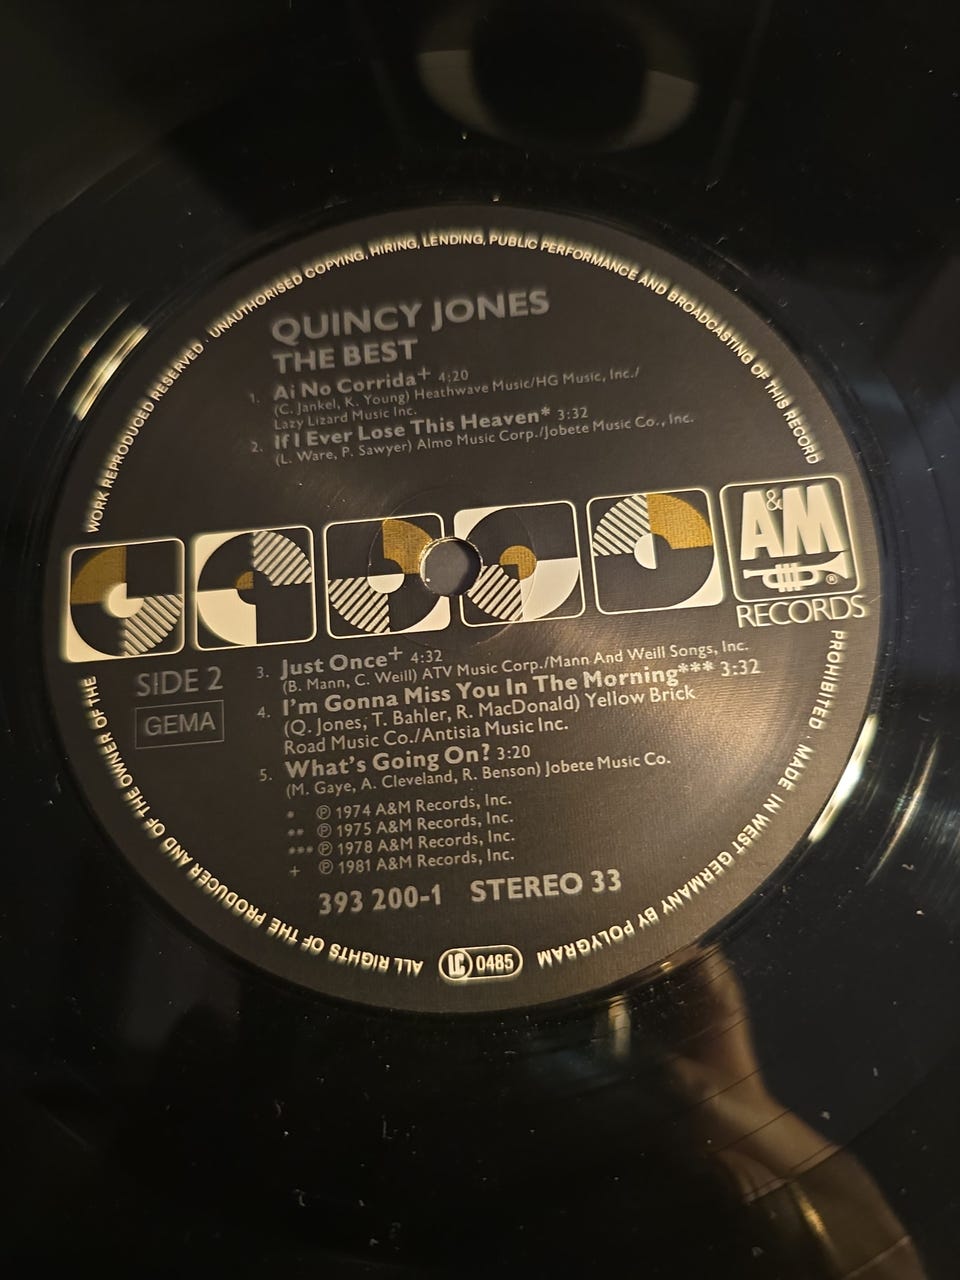 WORK REPRODUCED RESERVED · UNAUTHORISED COPYING, HIRING, LENDING, PUBLIC PERFORMANCE AND BROADCASTING OF THIS RECORD
PROHIBITED · MADE IN WEST GERMANY BY POLYGRAM
ALL RIGHTS OF THE PRODUCER AND OF THE OWNER OF THE
QUINCY JONES
THE BEST
1. Ai No Corrida+ 4:20
(C. Jankel, K. Young) Heathwave Music/HG Music, Inc./
Lazy Lizard Music Inc.
2. If I Ever Lose This Heaven* 3:32
(L. Ware, P. Sawyer) Almo Music Corp./Jobete Music Co., Inc.
A&M
®
RECORDS
SIDE 2
GEMA
3. Just Once+ 4:32
(B. Mann, C. Weill) ATV Music Corp./Mann And Weill Songs, Inc.
4. I'm Gonna Miss You In The Morning*** 3:32
(Q. Jones, T. Bahler, R. MacDonald) Yellow Brick
Road Music Co./Antisia Music Inc.
5. What's Going On? 3:20
(M. Gaye, A. Cleveland, R. Benson) Jobete Music Co.
* ℗ 1974 A&M Records, Inc.
** ℗ 1975 A&M Records, Inc.
*** ℗ 1978 A&M Records, Inc.
+ ℗ 1981 A&M Records, Inc.
393 200-1 STEREO 33
LC 0485